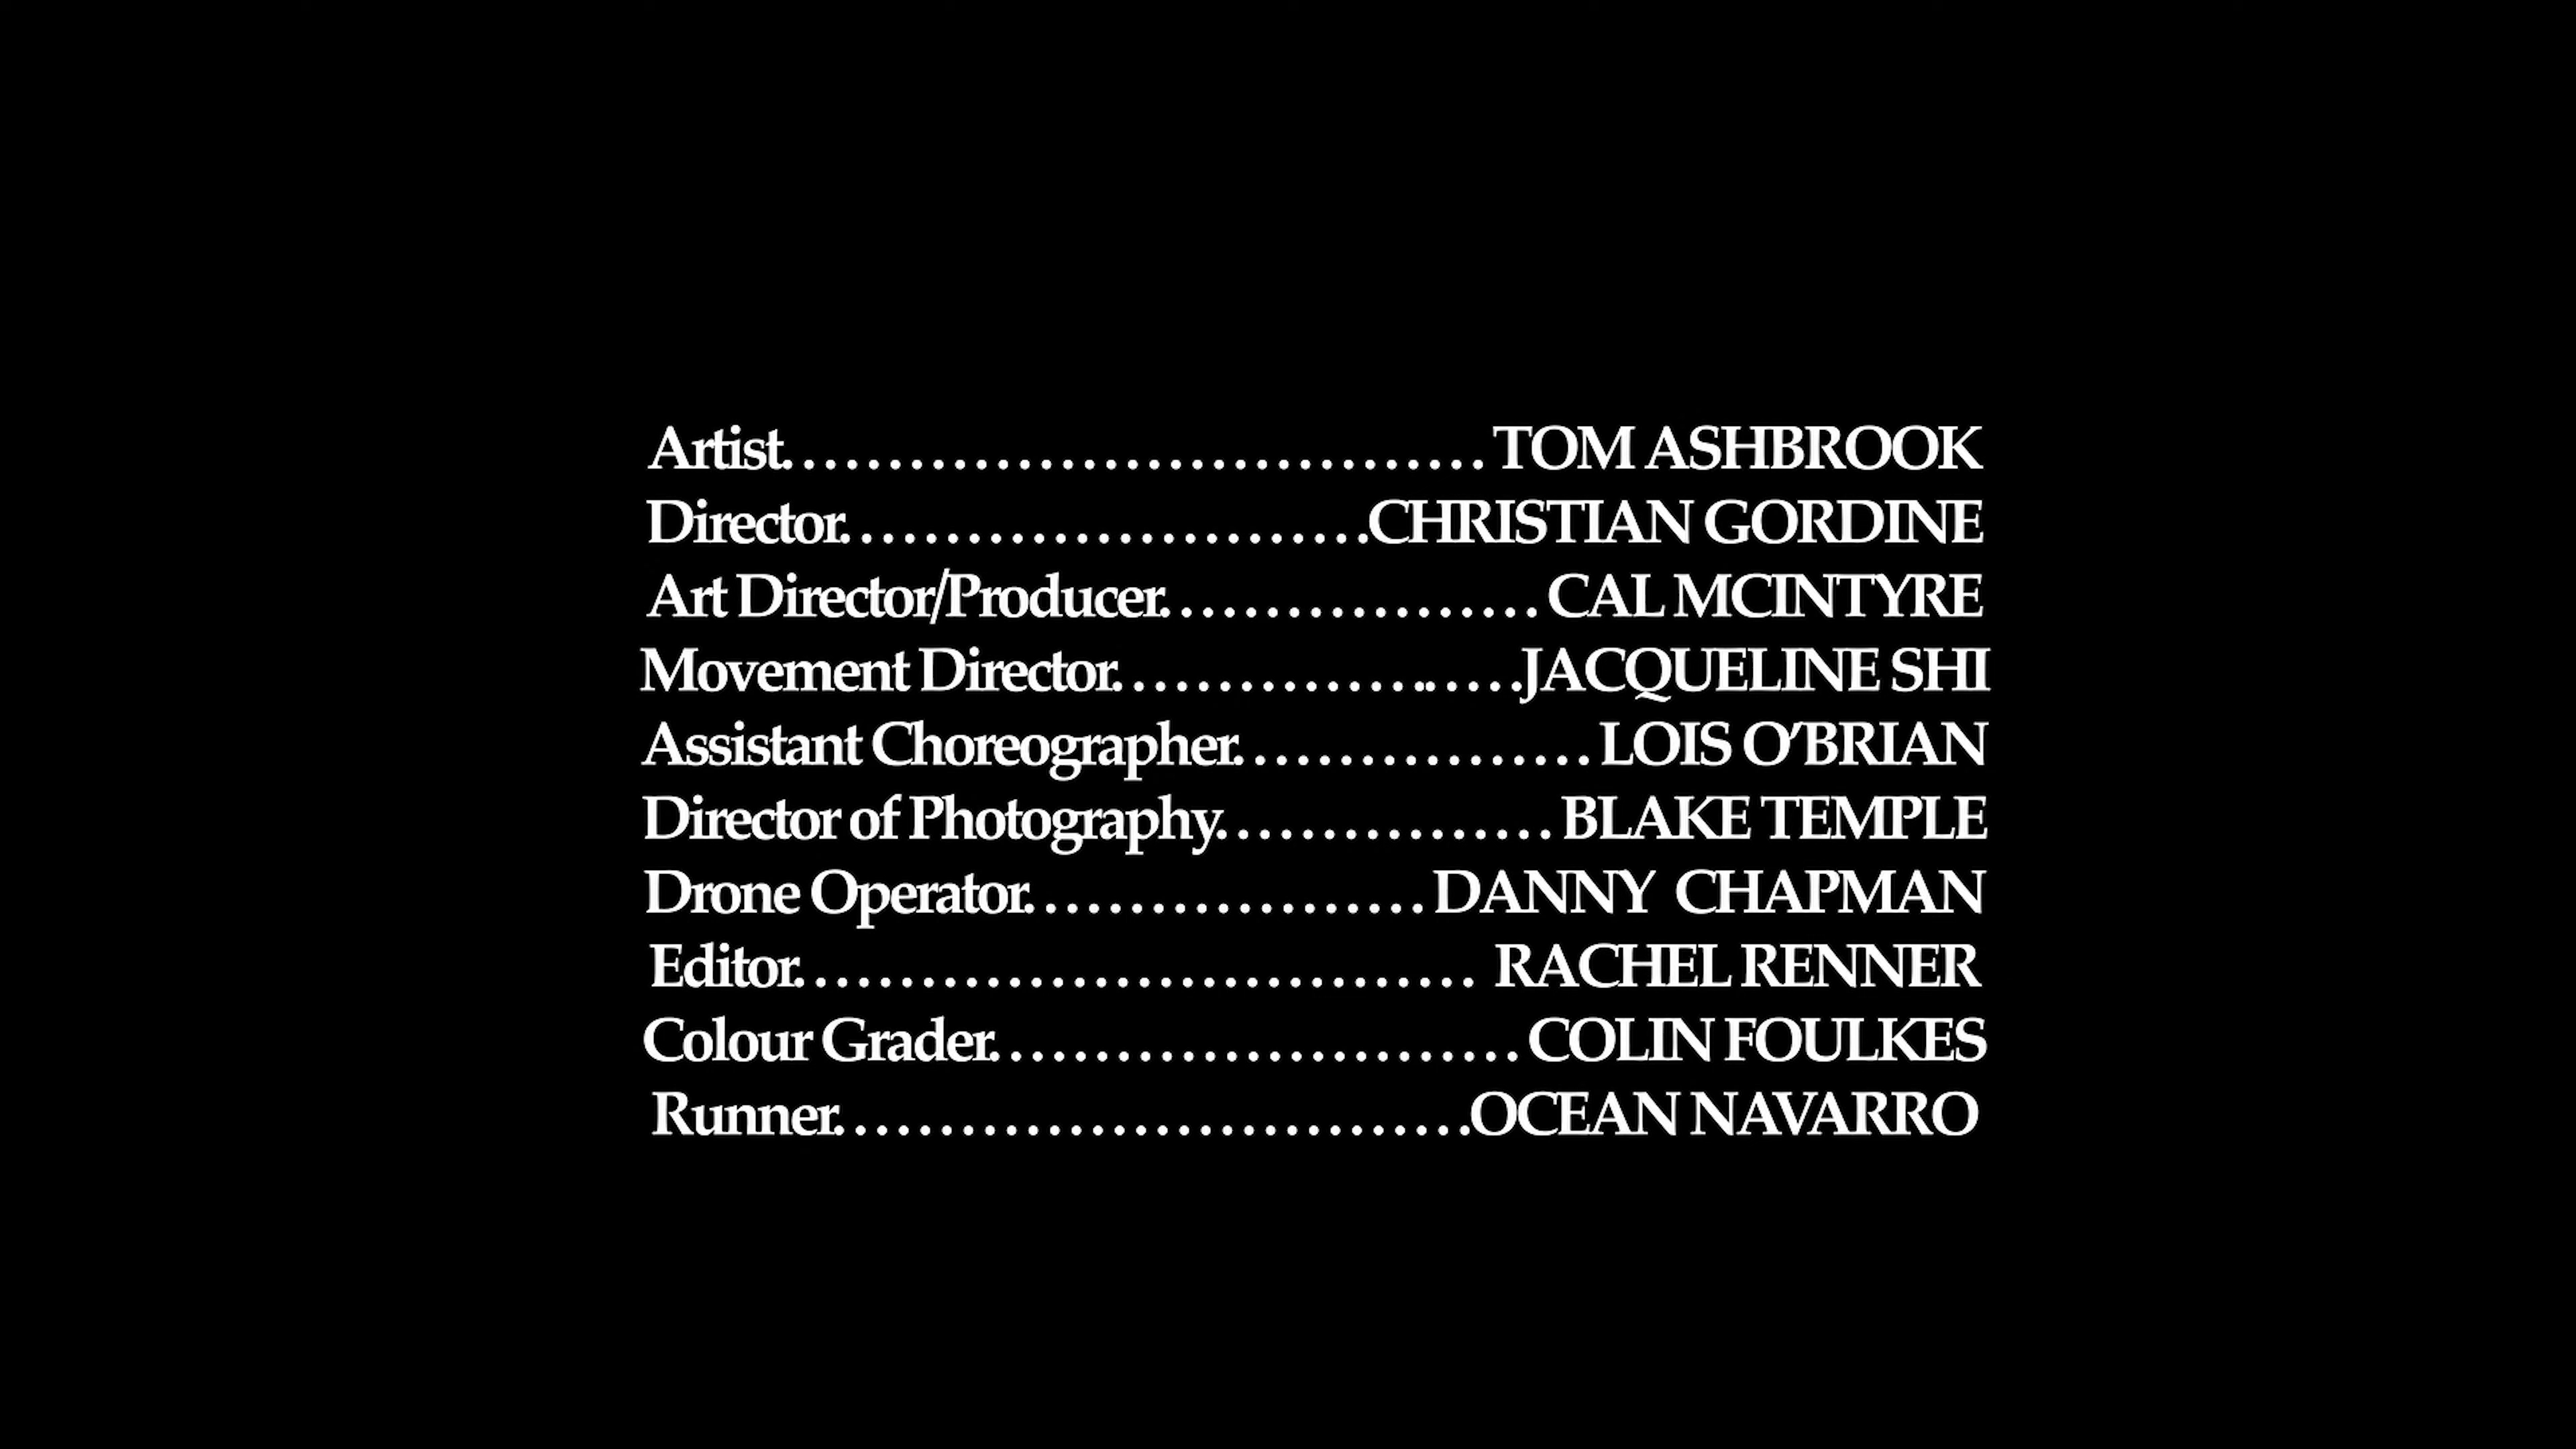 Artist.................................TOM ASHBROOK
Director.........................CHRISTIAN GORDINE
Art Director/Producer..................CAL MCINTYRE
Movement Director....................JACQUELINE SHI
Assistant Choreographer.................LOIS O’BRIAN
Director of Photography................BLAKE TEMPLE
Drone Operator...................DANNY CHAPMAN
Editor................................ RACHEL RENNER
Colour Grader.........................COLIN FOULKES
Runner..............................OCEAN NAVARRO